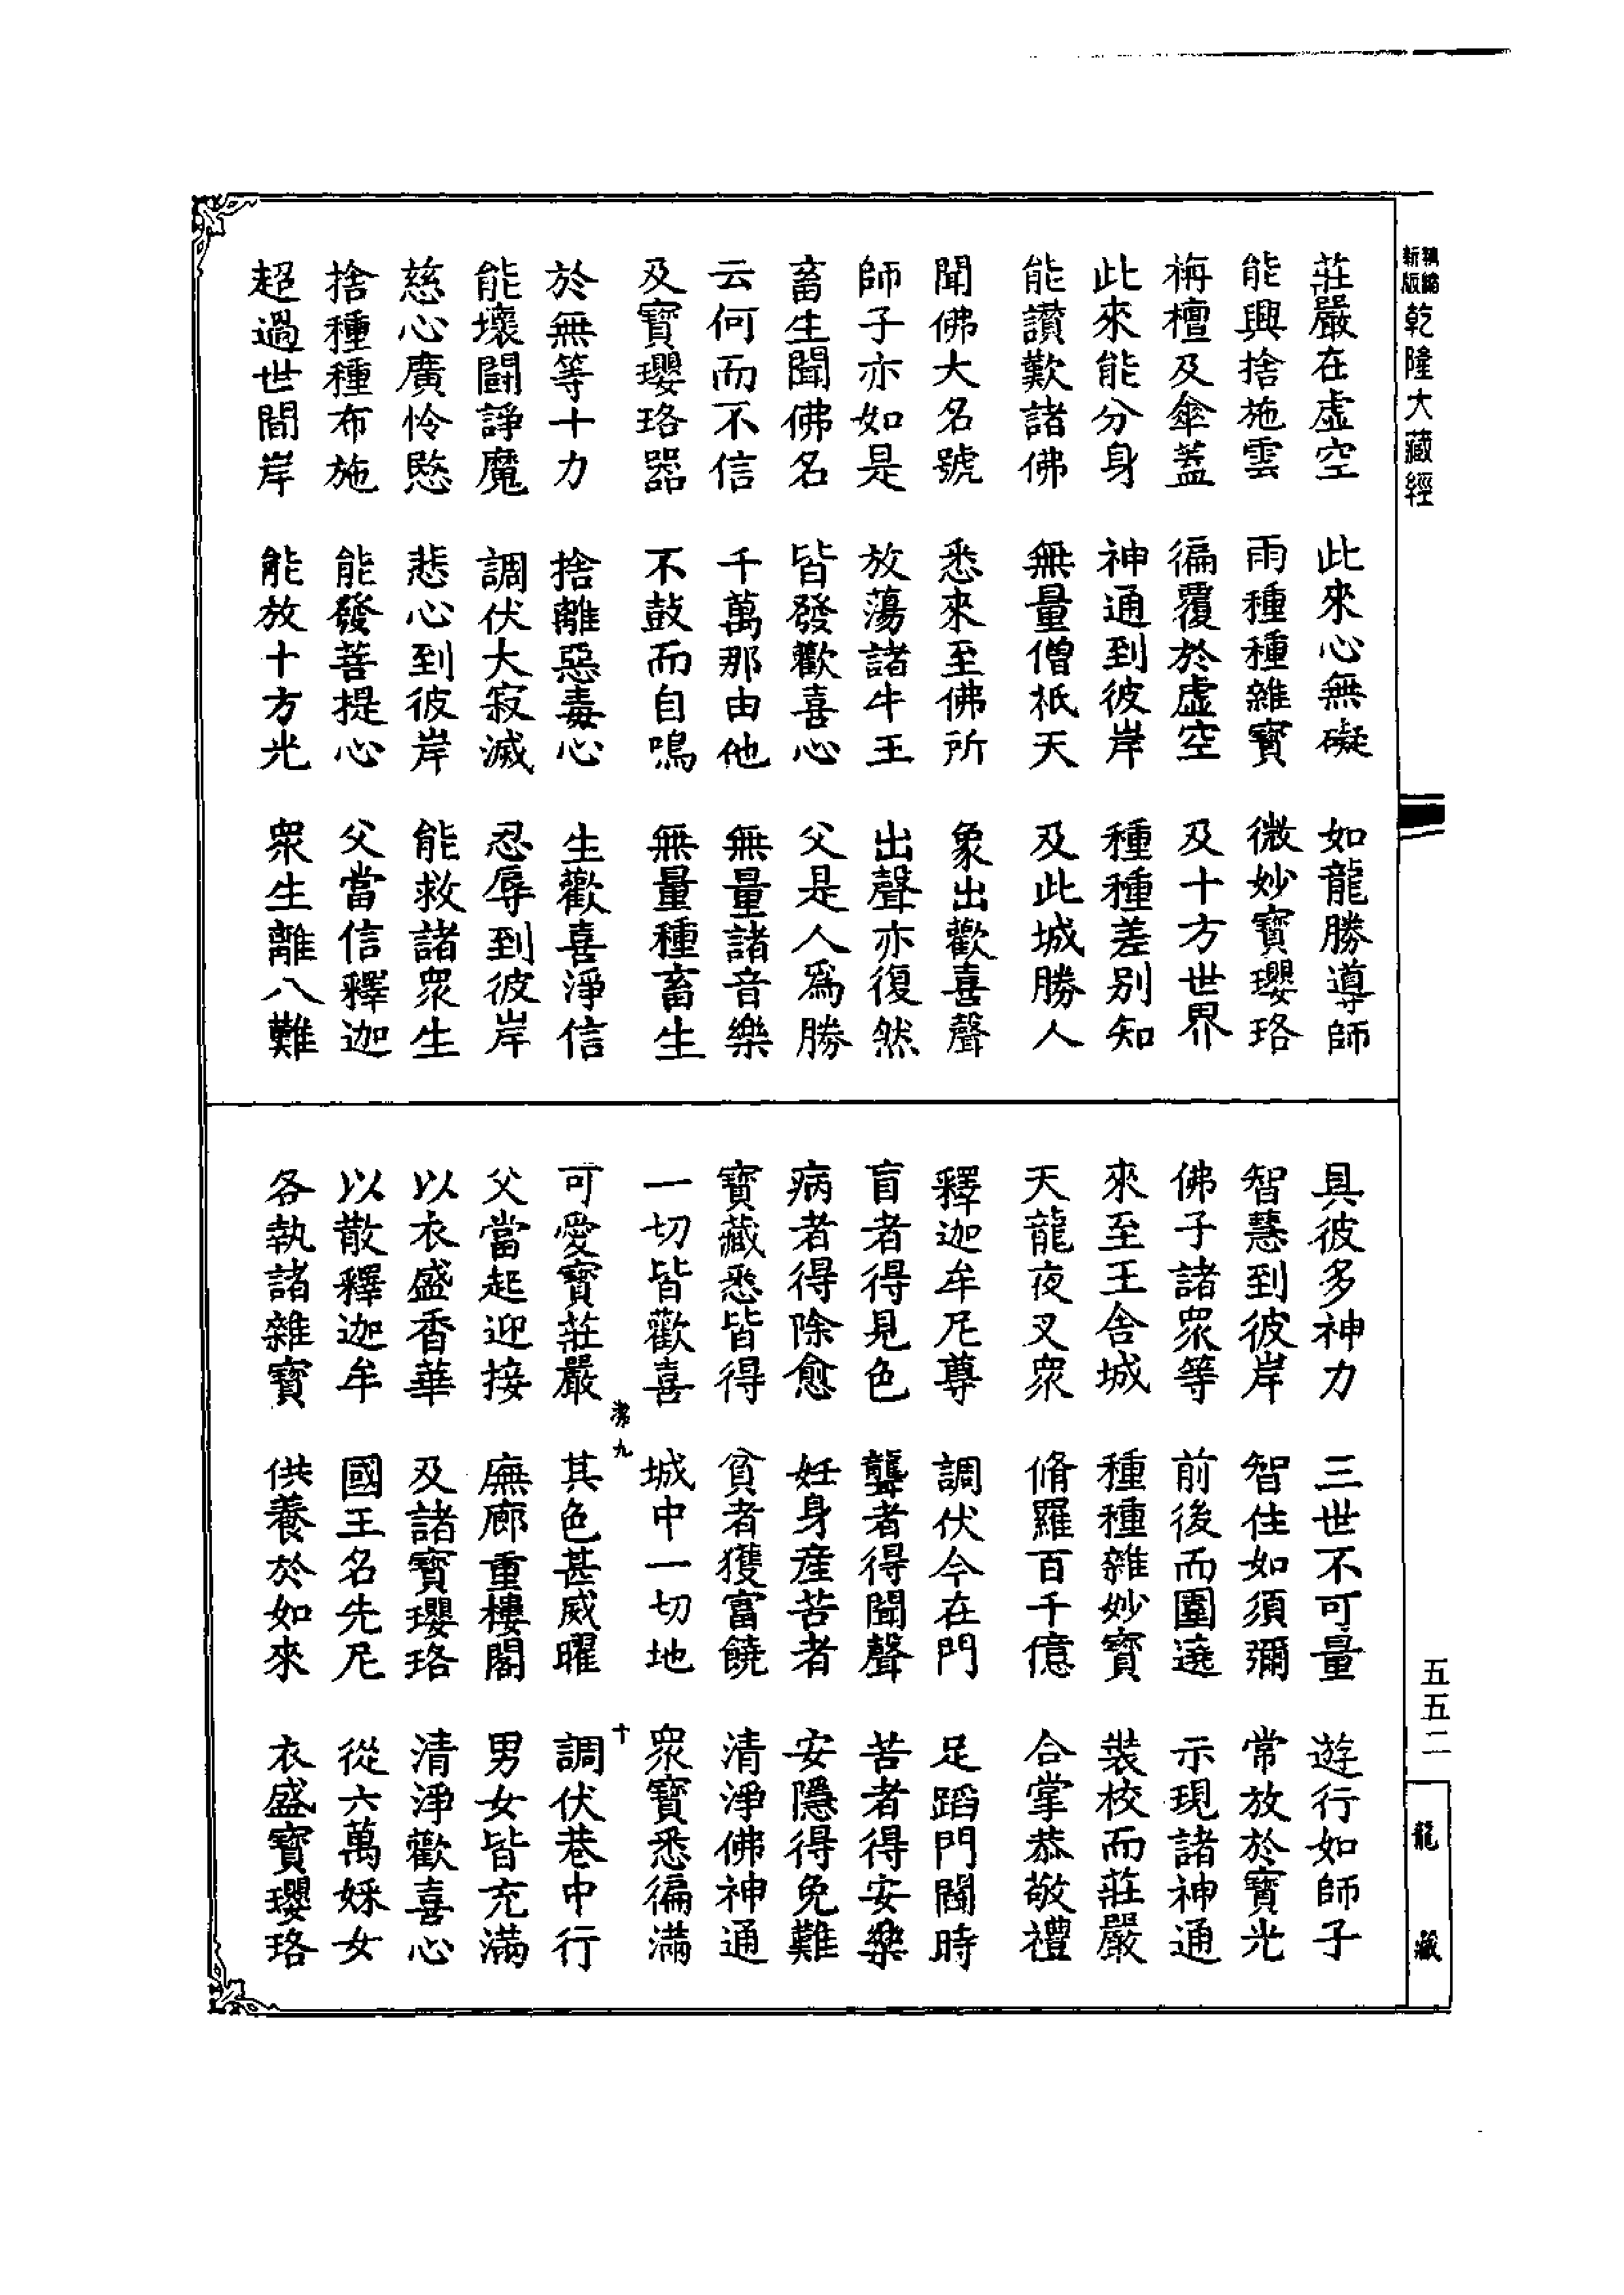 新版
縮
乾隆大藏經
五五二
龍藏
莊嚴在虛空 此來心無礙 如龍勝導師
能興捨施雲 雨種種雜寶 微妙寶瓔珞
栴檀及傘蓋 徧覆於虛空 及十方世界
此來能分身 神通到彼岸 種種差別知
能讚歎諸佛 無量僧祇天 及此城勝人
聞佛大名號 悉來至佛所 象出歡喜聲
師子亦如是 放蕩諸牛王 出聲亦復然
畜生聞佛名 皆發歡喜心 父是人爲勝
云何而不信 千萬那由他 無量諸音樂
及寶瓔珞器 不鼓而自鳴 無量種畜生
於無等十力 捨離惡毒心 生歡喜淨信
能壞鬪諍魔 調伏大寂滅 忍辱到彼岸
慈心廣怜愍 悲心到彼岸 能救諸眾生
捨種種布施 能發菩提心 父當信釋迦
超過世間岸 能放十方光 眾生離八難
具彼多神力 三世不可量 遊行如師子
智慧到彼岸 智住如須彌 常放於寶光
佛子諸眾等 前後而圍遶 示現諸神通
來至王舍城 種種雜妙寶 裝校而莊嚴
天龍夜叉眾 脩羅百千億 合掌恭敬禮
釋迦牟尼尊 調伏今在門 足蹈門閫時
盲者得見色 聾者得聞聲 苦者得安樂
病者得除愈 妊身產苦者 安隱得免難
寶藏悉皆得 貧者獲富饒 清淨佛神通
一切皆歡喜 城中一切地 眾寶悉徧滿
九 十
可愛寶莊嚴 其色甚威曜 調伏巷中行
父當起迎接 廡廊重樓閣 男女皆充滿
以衣盛香華 及諸寶瓔珞 清淨歡喜心
以散釋迦牟 國王名先尼 從六萬婇女
各執諸雜寶 供養於如來 衣盛寶瓔珞